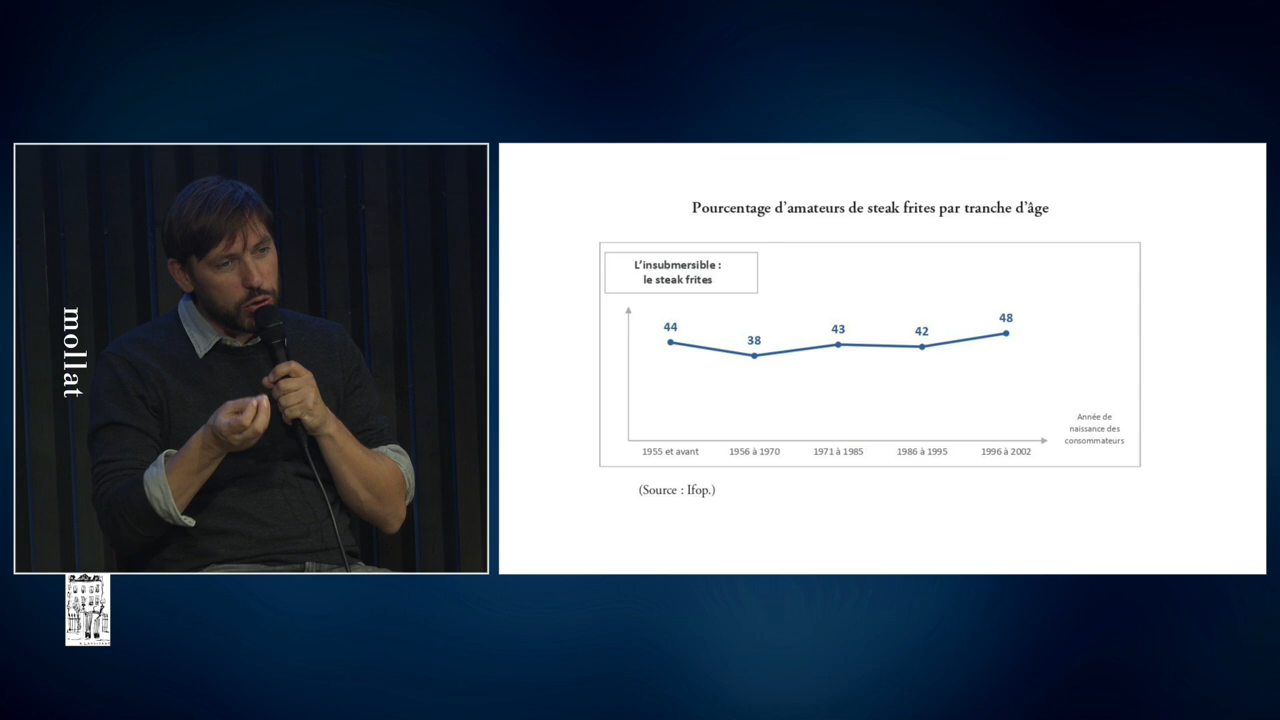 mollat
Pourcentage d'amateurs de steak frites par tranche d'âge
L'insubmersible :
le steak frites
44
38
43
42
48
Année de
naissance des
consommateurs
1955 et avant
1956 à 1970
1971 à 1985
1986 à 1995
1996 à 2002
(Source : Ifop.)